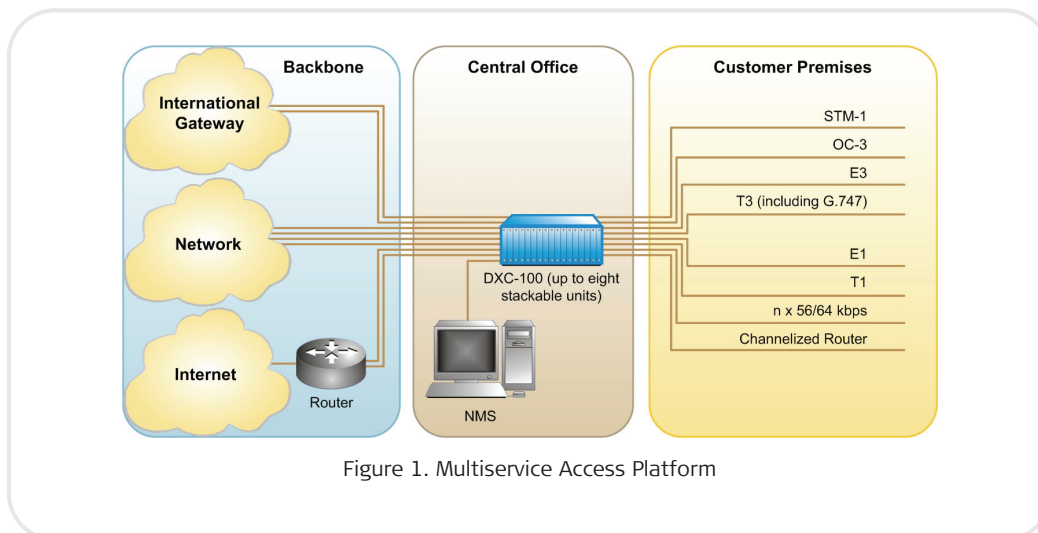 Backbone
International
Gateway
Network
Internet
Router
Central Office
DXC-100 (up to eight
stackable units)
NMS
Customer Premises
STM-1
OC-3
E3
T3 (including G.747)
E1
T1
n x 56/64 kbps
Channelized Router
Figure 1. Multiservice Access Platform